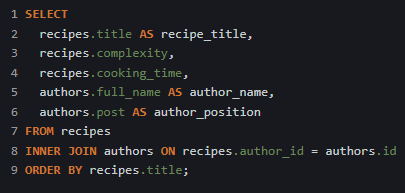 1 SELECT
2   recipes.title AS recipe_title,
3   recipes.complexity,
4   recipes.cooking_time,
5   authors.full_name AS author_name,
6   authors.post AS author_position
7 FROM recipes
8 INNER JOIN authors ON recipes.author_id = authors.id
9 ORDER BY recipes.title;